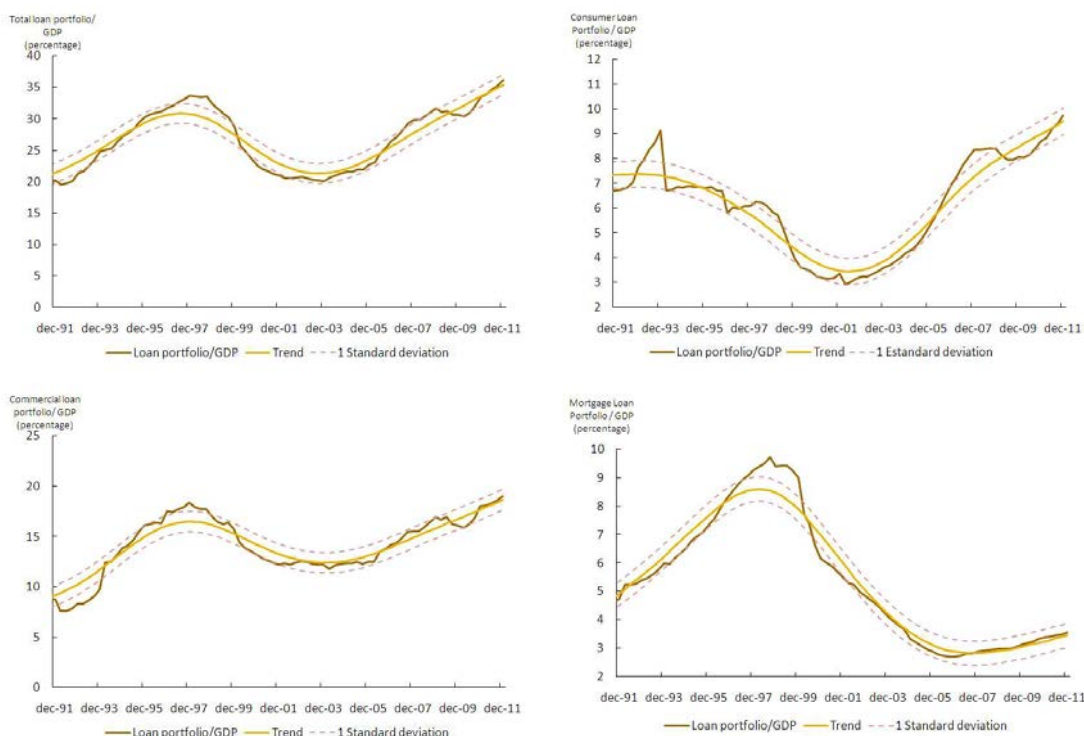 Total loan portfolio/
GDP
(percentage)
40
35
30
25
20
15
10
5
0
dec-91 dec-93 dec-95 dec-97 dec-99 dec-01 dec-03 dec-05 dec-07 dec-09 dec-11
Loan portfolio/GDP Trend 1 Standard deviation
Consumer Loan
Portfolio / GDP
(percentage)
12
11
10
9
8
7
6
5
4
3
2
dec-91 dec-93 dec-95 dec-97 dec-99 dec-01 dec-03 dec-05 dec-07 dec-09 dec-11
Loan portfolio/GDP Trend 1 Estandard deviation
Commercial loan
portfolio/ GDP
(percentage)
25
20
15
10
5
0
dec-91 dec-93 dec-95 dec-97 dec-99 dec-01 dec-03 dec-05 dec-07 dec-09 dec-11
Loan portfolio/GDP Trend 1 Standard deviation
Mortgage Loan
Portfolio / GDP
(percentage)
10
9
8
7
6
5
4
3
2
dec-91 dec-93 dec-95 dec-97 dec-99 dec-01 dec-03 dec-05 dec-07 dec-09 dec-11
Loan portfolio/GDP Trend 1 Standard deviation